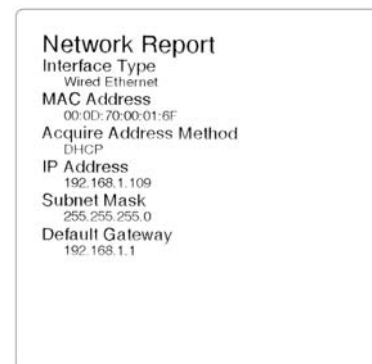 Network Report
Interface Type
Wired Ethernet
MAC Address
00:0D:70:00:01:6F
Acquire Address Method
DHCP
IP Address
192.168.1.109
Subnet Mask
255.255.255.0
Default Gateway
192.168.1.1